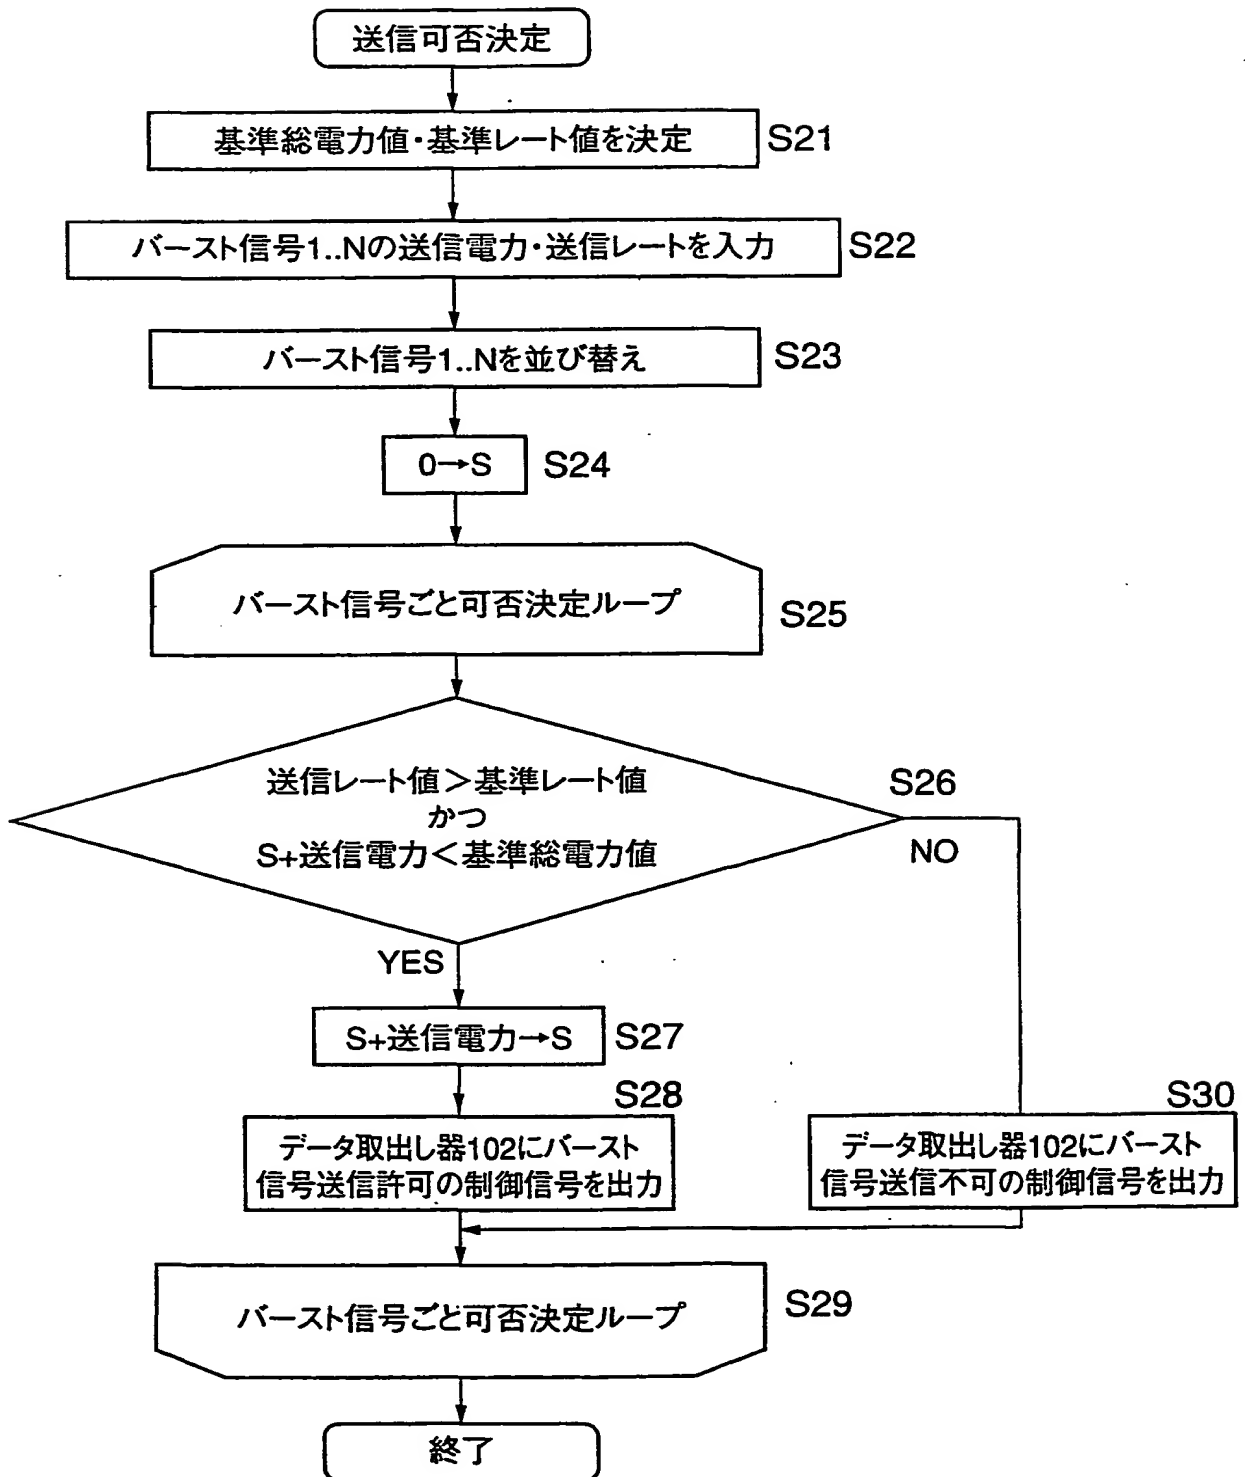 送信可否決定
基準総電力値・基準レート値を決定
S21
バースト信号1..Nの送信電力・送信レートを入力
S22
バースト信号1..Nを並び替え
S23
0→S
S24
バースト信号ごと可否決定ループ
S25
送信レート値>基準レート値
かつ
S+送信電力<基準総電力値
S26
NO
YES
S+送信電力→S
S27
S28
データ取出し器102にバースト
信号送信許可の制御信号を出力
S30
データ取出し器102にバースト
信号送信不可の制御信号を出力
バースト信号ごと可否決定ループ
S29
終了